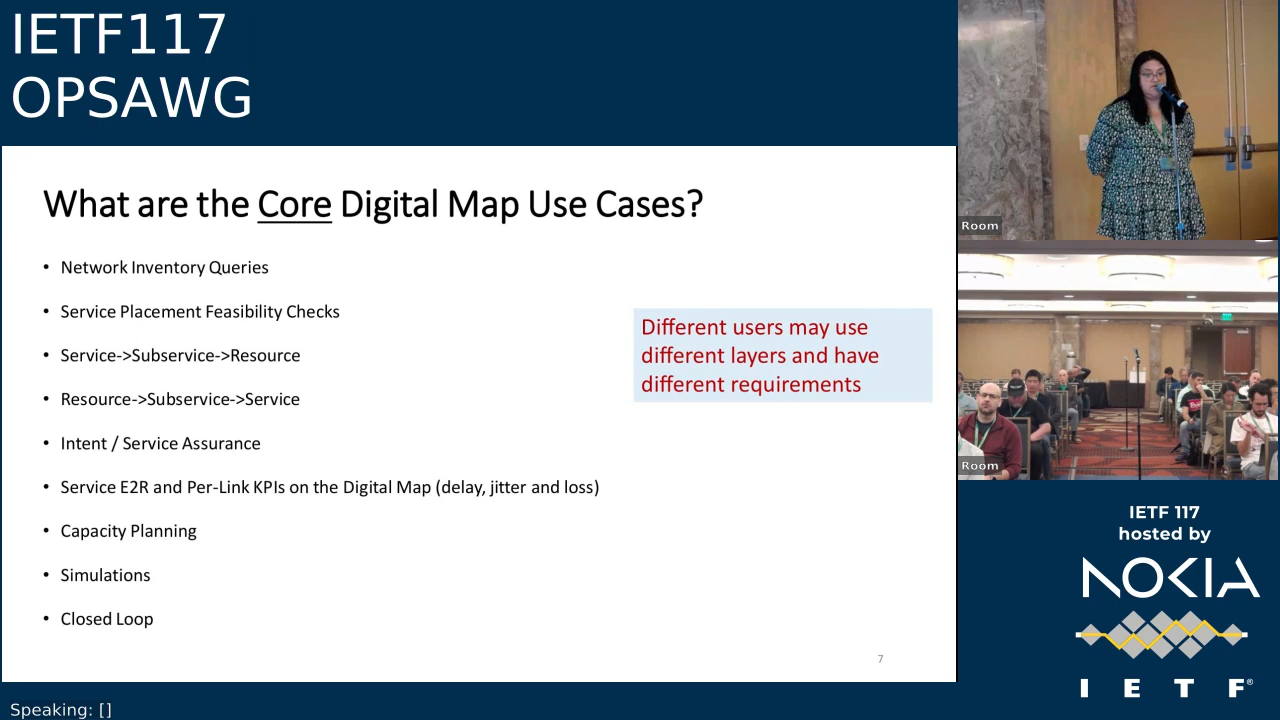 IETF117
OPSAWG
What are the Core Digital Map Use Cases?
• Network Inventory Queries
• Service Placement Feasibility Checks
• Service->Subservice->Resource
• Resource->Subservice->Service
• Intent / Service Assurance
• Service E2R and Per-Link KPIs on the Digital Map (delay, jitter and loss)
• Capacity Planning
• Simulations
• Closed Loop
Different users may use
different layers and have
different requirements
7
Room
Room
IETF 117
hosted by
NOKIA
I E T F®
Speaking: []